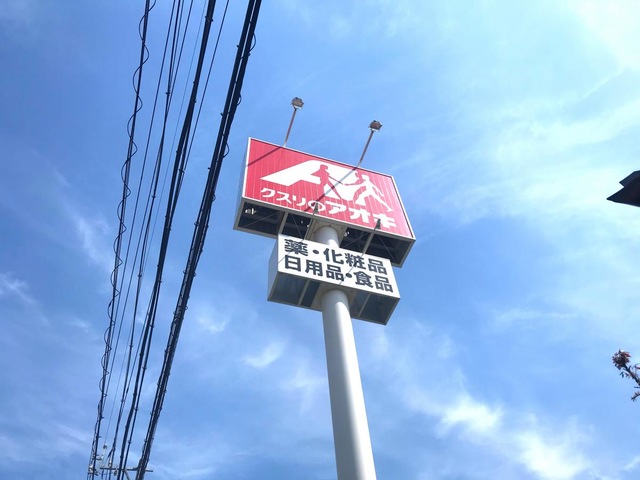 クスリのアオキ
薬・化粧品
日用品・食品